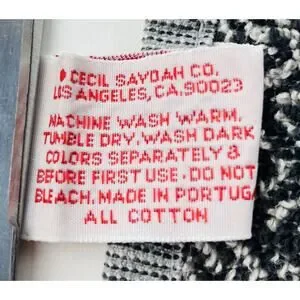 CECIL SAYDAH CO.
LOS ANGELES, CA. 90023
MACHINE WASH WARM.
TUMBLE DRY. WASH DARK
COLORS SEPARATELY &
BEFORE FIRST USE. DO NOT
BLEACH. MADE IN PORTUGA
ALL COTTON